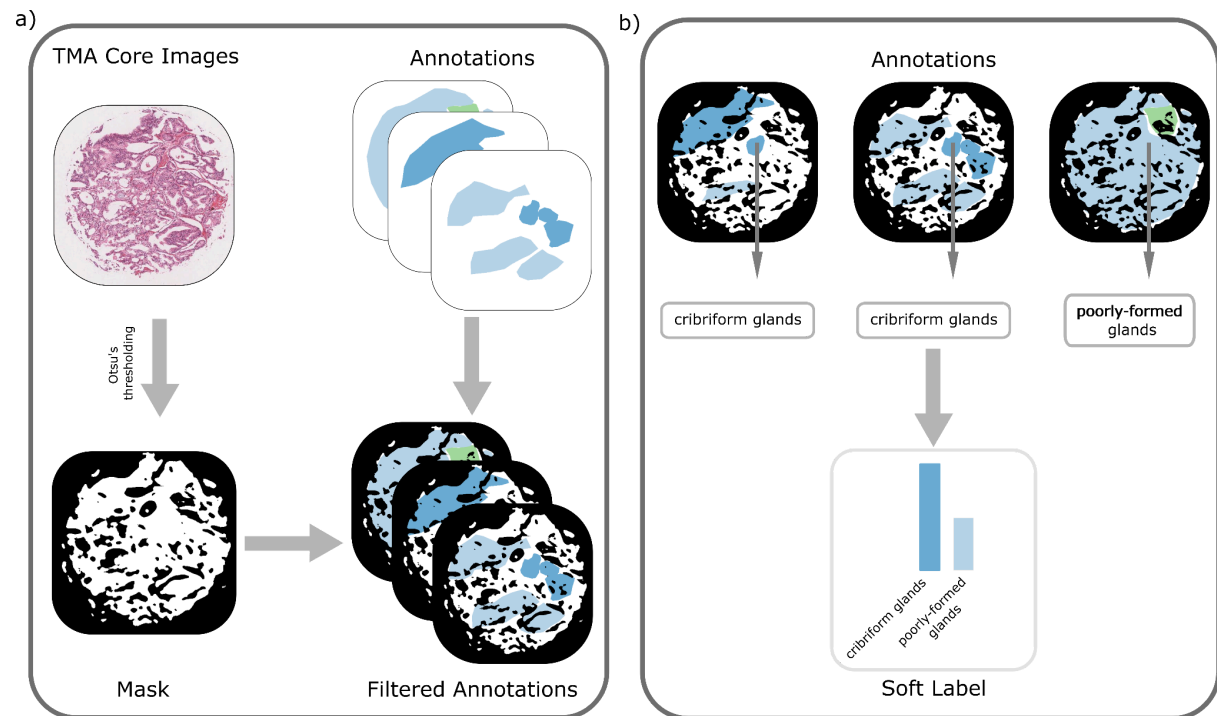 a)
TMA Core Images
Annotations
Otsu's
thresholding
Mask
Filtered Annotations
b)
Annotations
cribriform glands
cribriform glands
poorly-formed
glands
cribriform glands
poorly-formed
glands
Soft Label